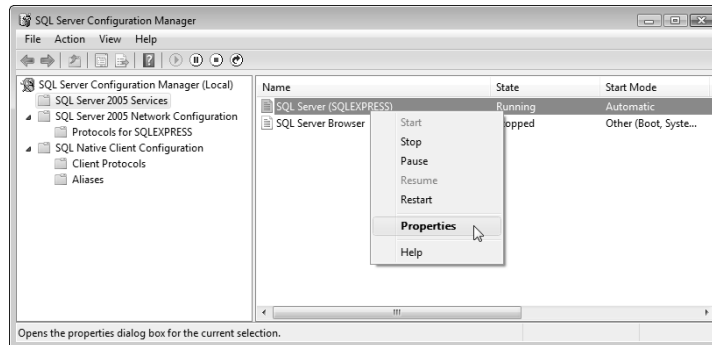 SQL Server Configuration Manager
File Action View Help
SQL Server Configuration Manager (Local)
SQL Server 2005 Services
SQL Server 2005 Network Configuration
Protocols for SQLEXPRESS
SQL Native Client Configuration
Client Protocols
Aliases
Name State Start Mode
SQL Server (SQLEXPRESS) Running Automatic
SQL Server Browser Other (Boot, Syste...
Start
Stop
Pause
Resume
Restart
Properties
Help
Opens the properties dialog box for the current selection.